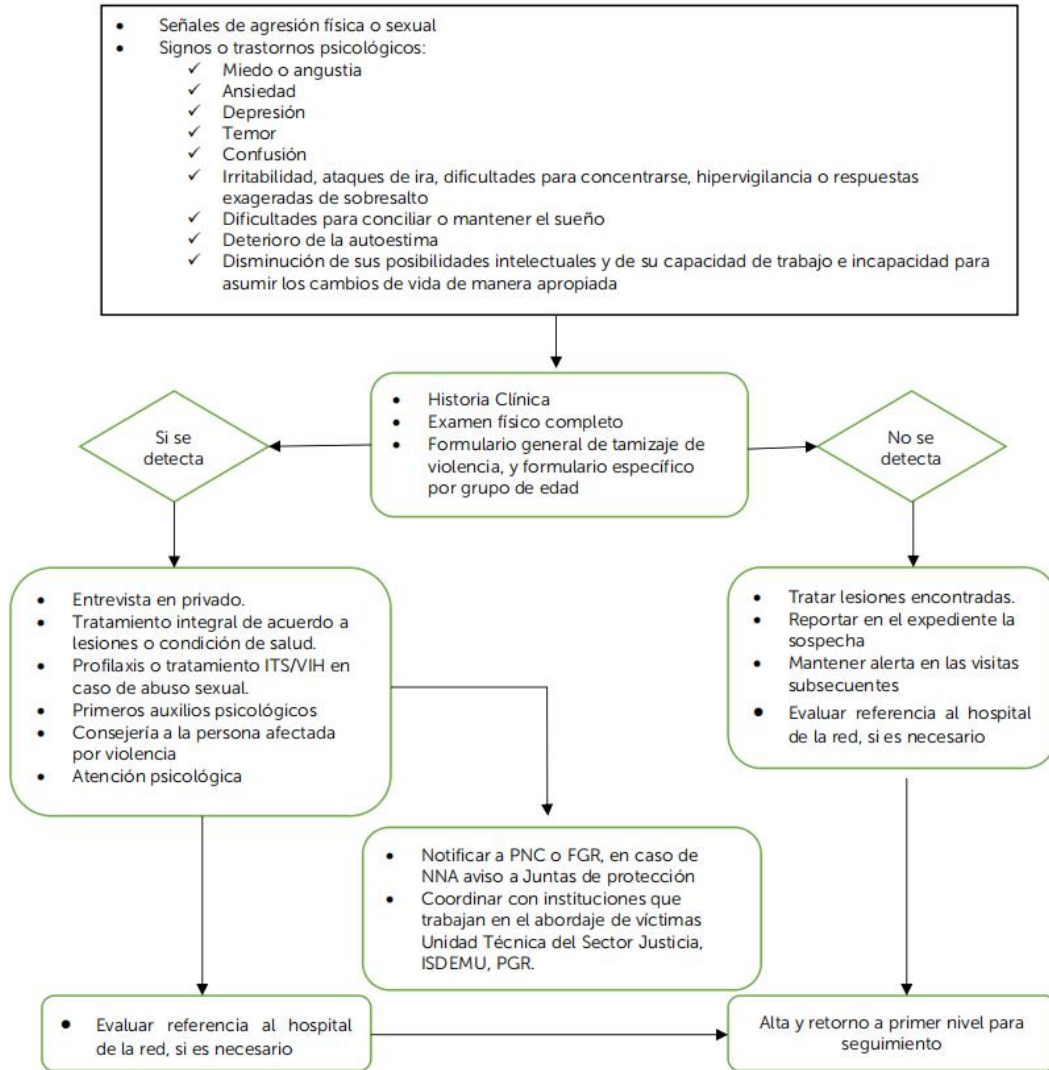 • Señales de agresión física o sexual
• Signos o trastornos psicológicos:
✓ Miedo o angustia
✓ Ansiedad
✓ Depresión
✓ Temor
✓ Confusión
✓ Irritabilidad, ataques de ira, dificultades para concentrarse, hipervigilancia o respuestas
exageradas de sobresalto
✓ Dificultades para conciliar o mantener el sueño
✓ Deterioro de la autoestima
✓ Disminución de sus posibilidades intelectuales y de su capacidad de trabajo e incapacidad para
asumir los cambios de vida de manera apropiada
• Historia Clínica
• Examen físico completo
• Formulario general de tamizaje de
violencia, y formulario específico
por grupo de edad
Si se
detecta
No se
detecta
• Entrevista en privado.
• Tratamiento integral de acuerdo a
lesiones o condición de salud.
• Profilaxis o tratamiento ITS/VIH en
caso de abuso sexual.
• Primeros auxilios psicológicos
• Consejería a la persona afectada
por violencia
• Atención psicológica
• Tratar lesiones encontradas.
• Reportar en el expediente la
sospecha
• Mantener alerta en las visitas
subsecuentes
• Evaluar referencia al hospital
de la red, si es necesario
• Notificar a PNC o FGR, en caso de
NNA aviso a Juntas de protección
• Coordinar con instituciones que
trabajan en el abordaje de víctimas
Unidad Técnica del Sector Justicia,
ISDEMU, PGR.
• Evaluar referencia al hospital
de la red, si es necesario
Alta y retorno a primer nivel para
seguimiento